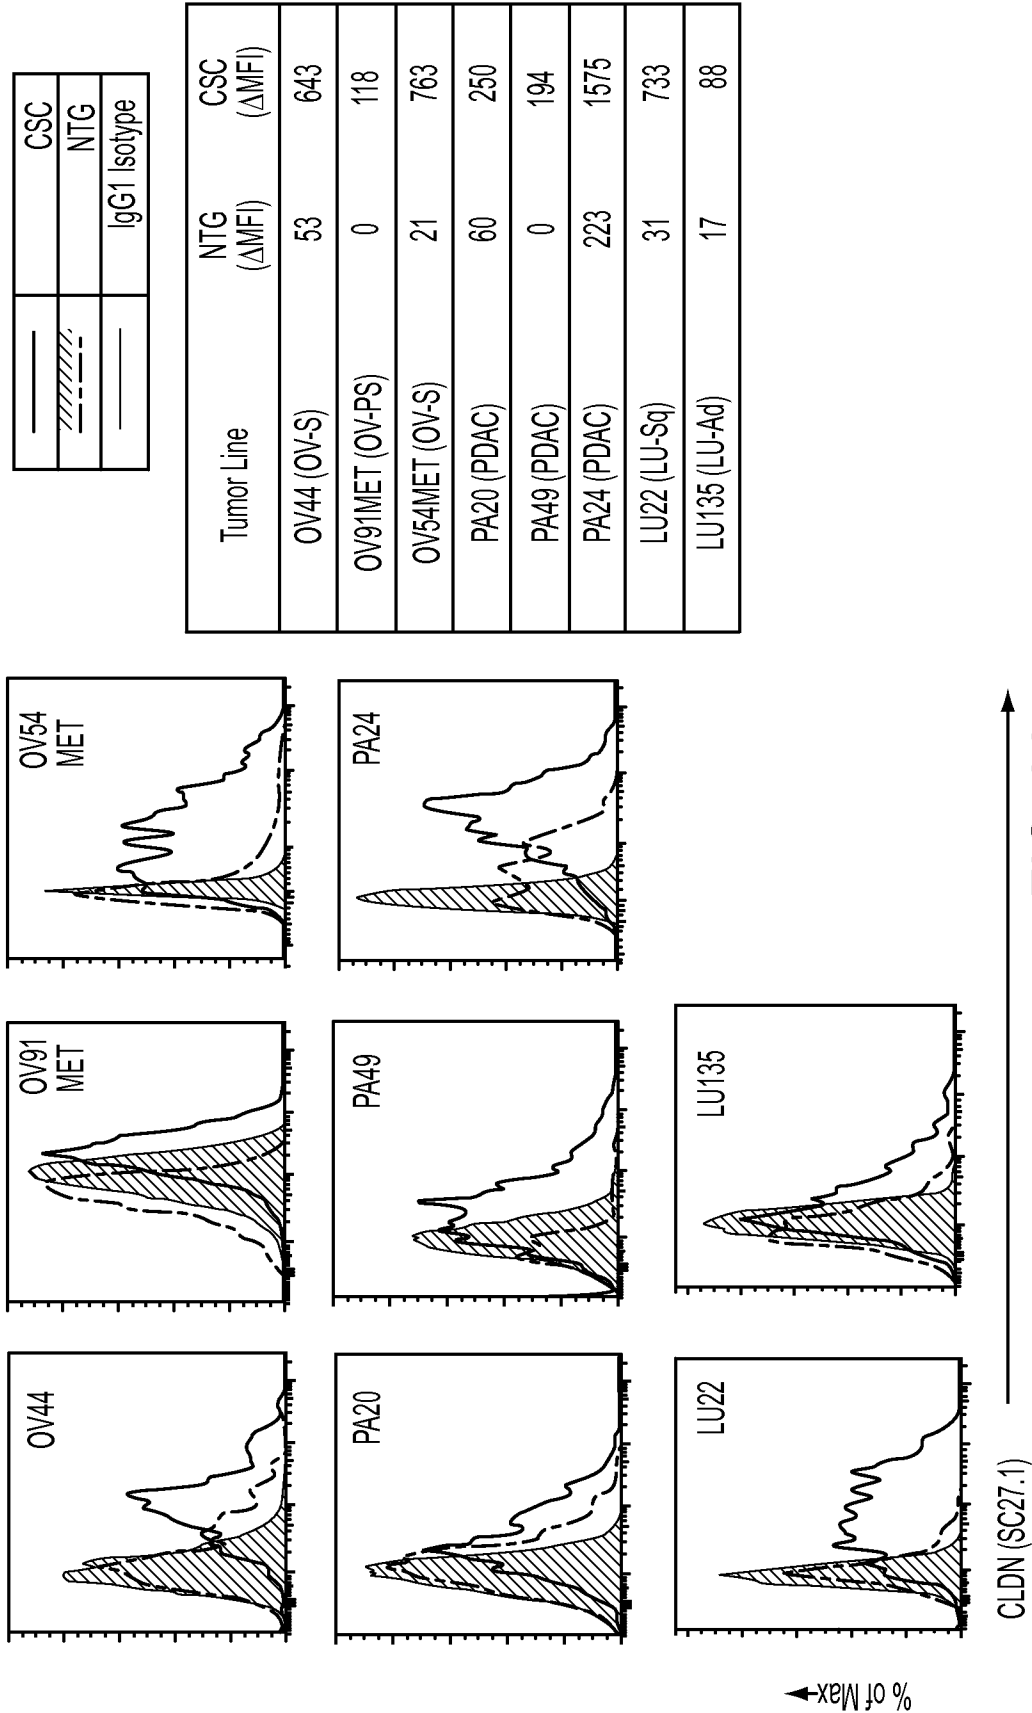 OV44
OV91
MET
OV54
MET
PA20
PA49
PA24
LU22
LU135
% of Max
CLDN (SC27.1)
CSC
NTG
IgG1 Isotype
Tumor Line NTG (ΔMFI) CSC (ΔMFI)
OV44 (OV-S) 53 643
OV91MET (OV-PS) 0 118
OV54MET (OV-S) 21 763
PA20 (PDAC) 60 250
PA49 (PDAC) 0 194
PA24 (PDAC) 223 1575
LU22 (LU-Sq) 31 733
LU135 (LU-Ad) 17 88